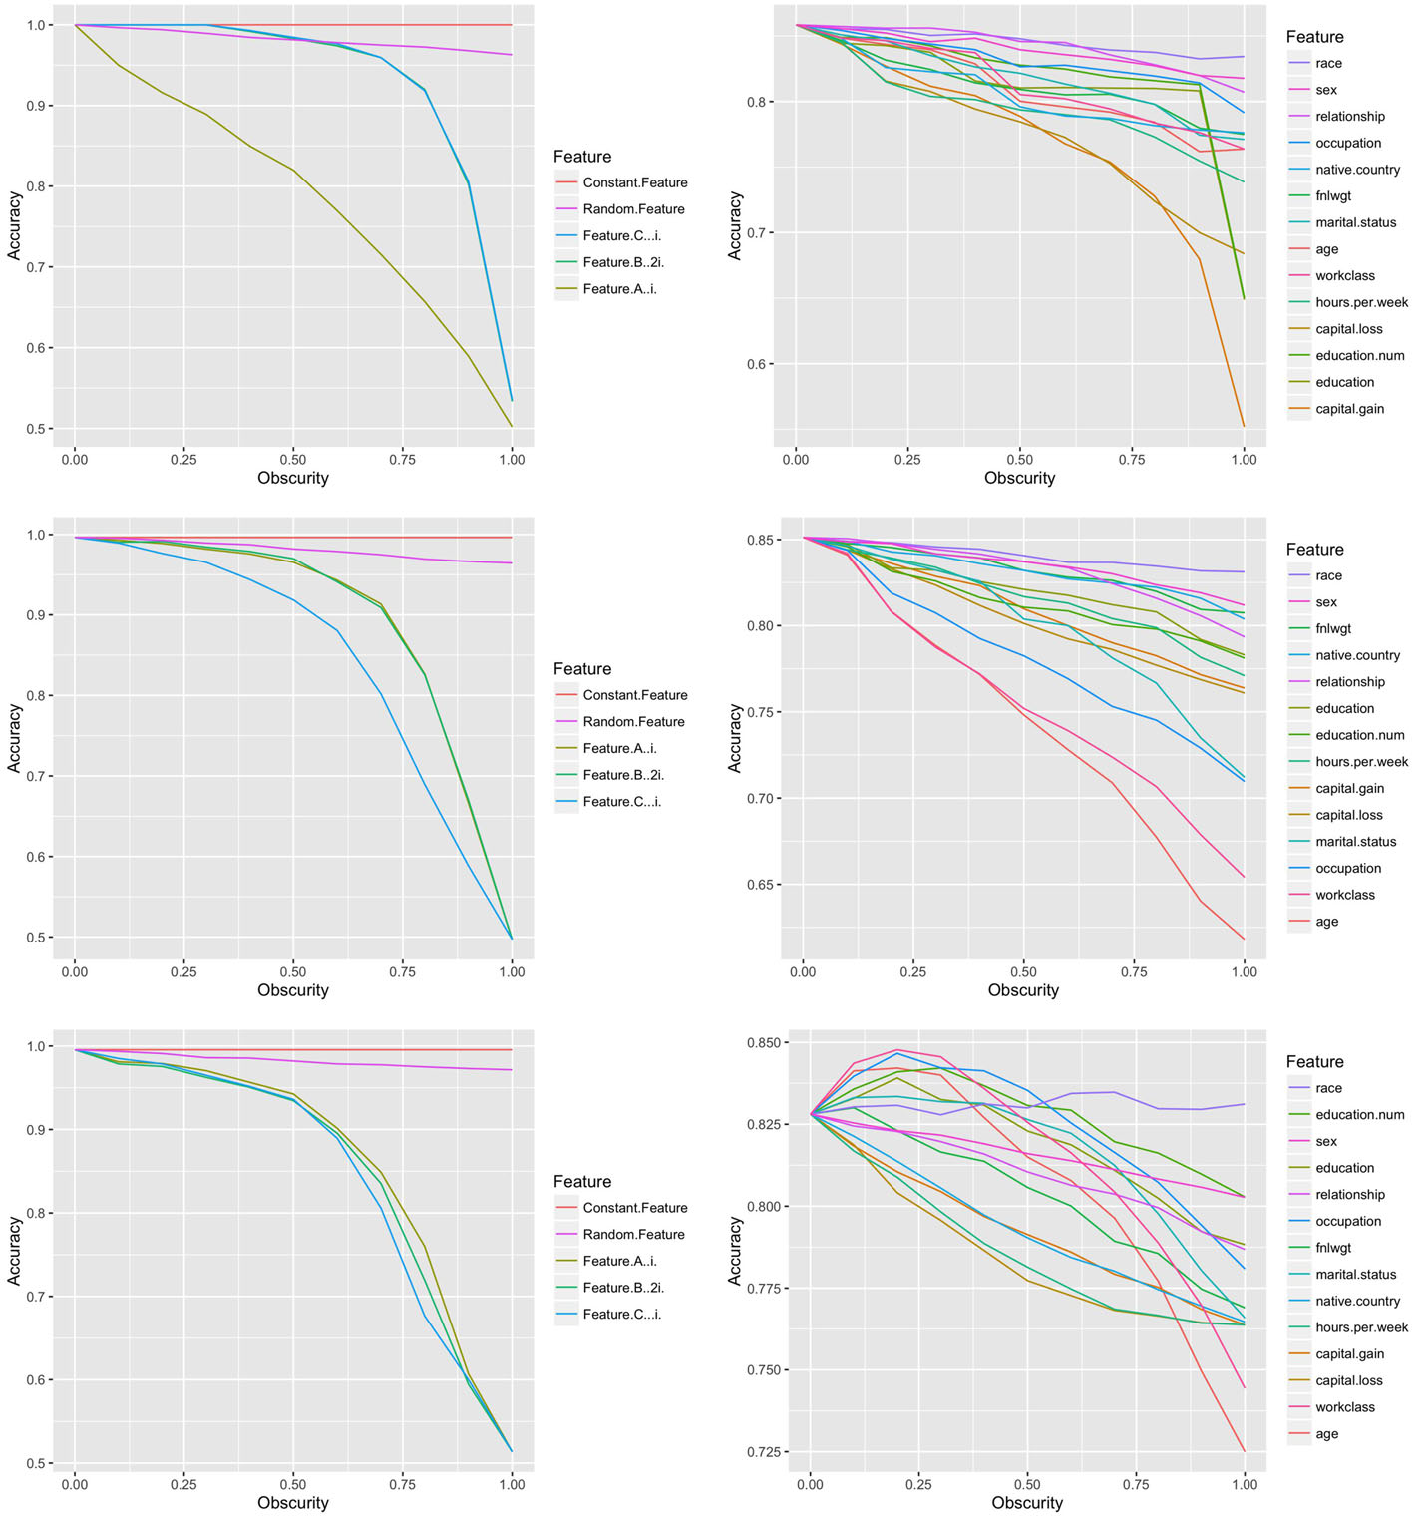 1.0
0.9
0.8
0.7
0.6
0.5
Accuracy
0.00 0.25 0.50 0.75 1.00
Obscurity
Feature
Constant.Feature
Random.Feature
Feature.C...i.
Feature.B..2i.
Feature.A..i.
0.8
0.7
0.6
Accuracy
0.00 0.25 0.50 0.75 1.00
Obscurity
Feature
race
sex
relationship
occupation
native.country
fnlwgt
marital.status
age
workclass
hours.per.week
capital.loss
education.num
education
capital.gain
1.0
0.9
0.8
0.7
0.6
0.5
Accuracy
0.00 0.25 0.50 0.75 1.00
Obscurity
Feature
Constant.Feature
Random.Feature
Feature.A..i.
Feature.B..2i.
Feature.C...i.
0.85
0.80
0.75
0.70
0.65
Accuracy
0.00 0.25 0.50 0.75 1.00
Obscurity
Feature
race
sex
fnlwgt
native.country
relationship
education
education.num
hours.per.week
capital.gain
capital.loss
marital.status
occupation
workclass
age
1.0
0.9
0.8
0.7
0.6
0.5
Accuracy
0.00 0.25 0.50 0.75 1.00
Obscurity
Feature
Constant.Feature
Random.Feature
Feature.A..i.
Feature.B..2i.
Feature.C...i.
0.850
0.825
0.800
0.775
0.750
0.725
Accuracy
0.00 0.25 0.50 0.75 1.00
Obscurity
Feature
race
education.num
sex
education
relationship
occupation
fnlwgt
marital.status
native.country
hours.per.week
capital.gain
capital.loss
workclass
age